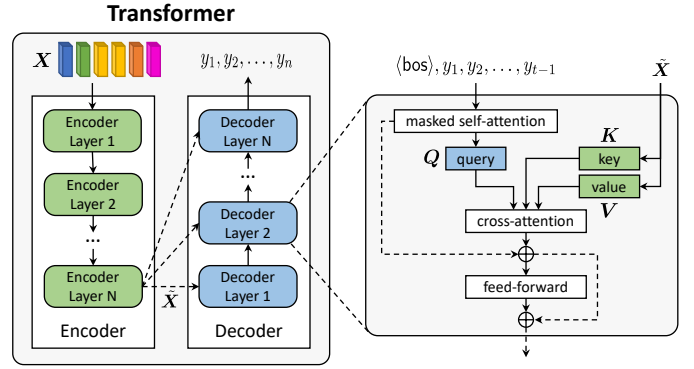 Transformer
X
y₁, y₂, . . . , yₙ
Encoder
Layer 1
Encoder
Layer 2
...
Encoder
Layer N
Encoder
X̃
Decoder
Layer N
...
Decoder
Layer 2
Decoder
Layer 1
Decoder
⟨bos⟩, y₁, y₂, . . . , yₜ₋₁
X̃
masked self-attention
Q
query
K
key
value
V
cross-attention
feed-forward